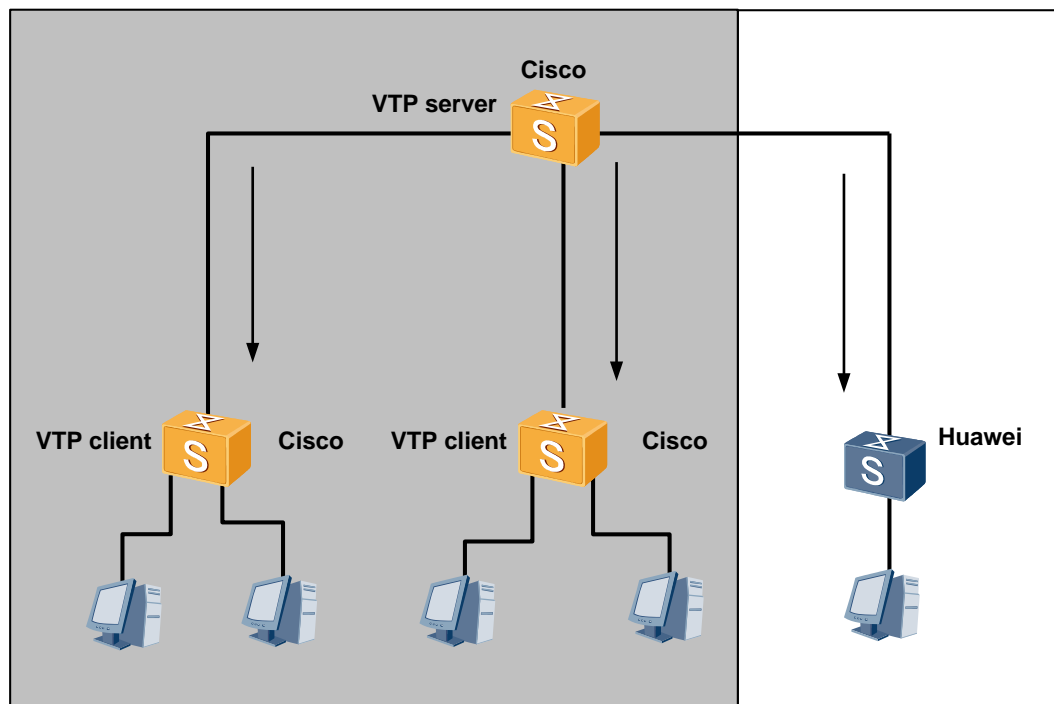 Cisco
VTP server
S
VTP client
S
Cisco
VTP client
S
Cisco
Huawei
S